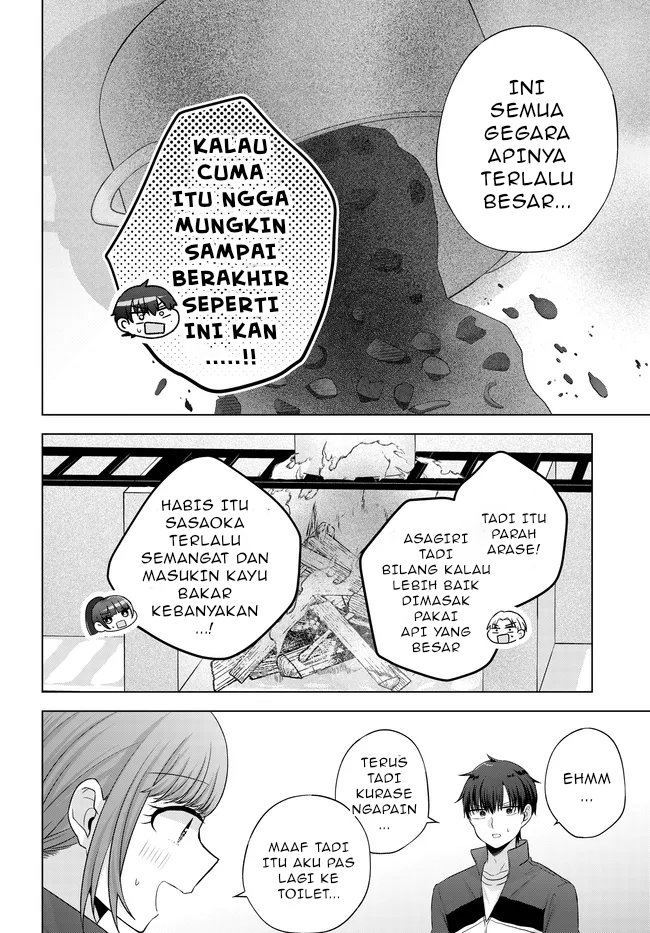 INI
SEMUA
GEGARA
APINYA
TERLALU
BESAR...
KALAU
CUMA
ITU NGGA
MUNGKIN
SAMPAI
BERAKHIR
SEPERTI
INI KAN
.....!!
TADI ITU
PARAH
ARASE!
ASAGIRI
TADI
BILANG KALAU
LEBIH BAIK
DIMASAK
PAKAI
API YANG
BESAR
HABIS ITU
SASAOKA
TERLALU
SEMANGAT DAN
MASUKIN KAYU
BAKAR
KEBANYAKAN
...!
EHMM
...
TERUS
TADI
KURASE
NGAPAIN
...
MAAF TADI
ITU AKU PAS
LAGI KE
TOILET...